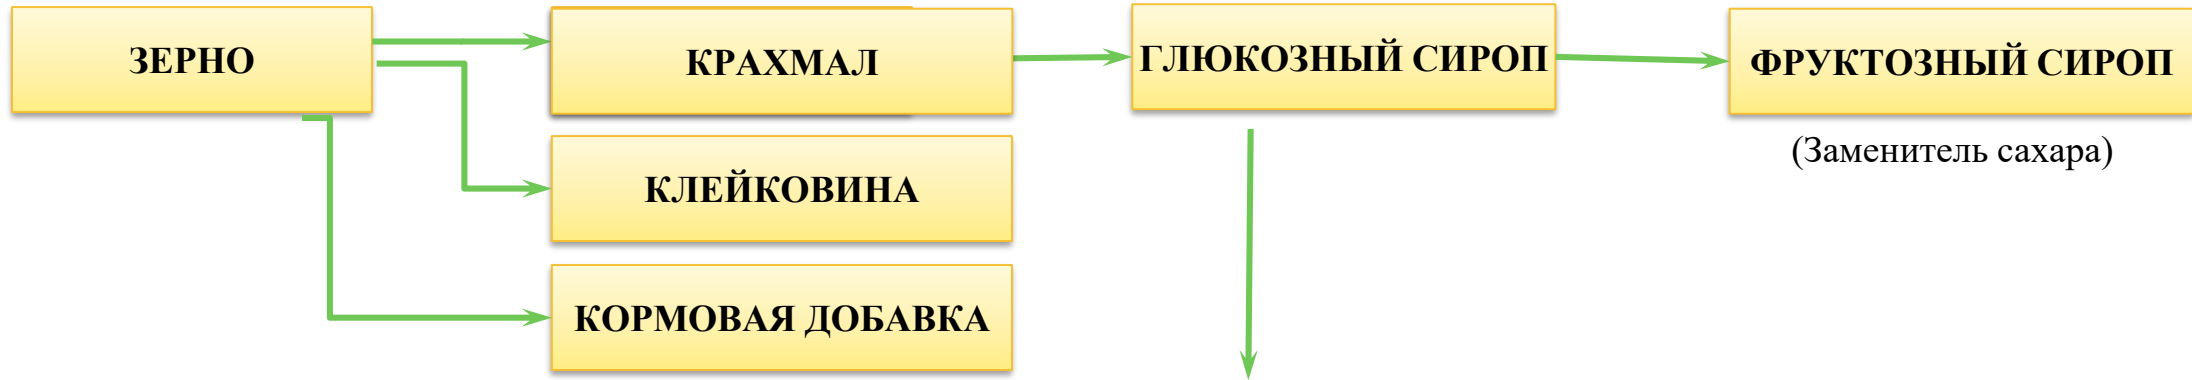 ЗЕРНО
КРАХМАЛ
ГЛЮКОЗНЫЙ СИРОП
ФРУКТОЗНЫЙ СИРОП
(Заменитель сахара)
КЛЕЙКОВИНА
КОРМОВАЯ ДОБАВКА